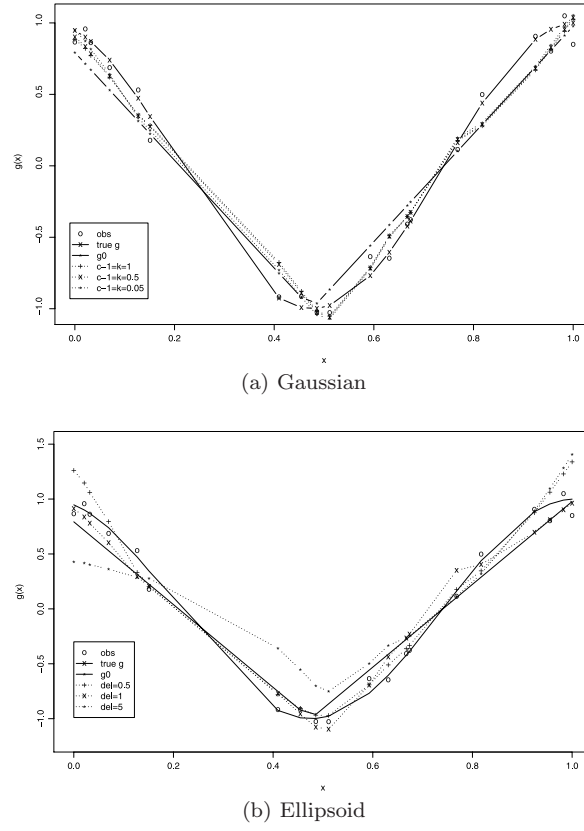 1.0
0.5
0.0
−0.5
−1.0
g(x)
obs
true g
g0
c−1=k=1
c−1=k=0.5
c−1=k=0.05
0.0 0.2 0.4 0.6 0.8 1.0
x
(a) Gaussian
1.5
1.0
0.5
0.0
−0.5
−1.0
g(x)
obs
true g
g0
del=0.5
del=1
del=5
0.0 0.2 0.4 0.6 0.8 1.0
x
(b) Ellipsoid